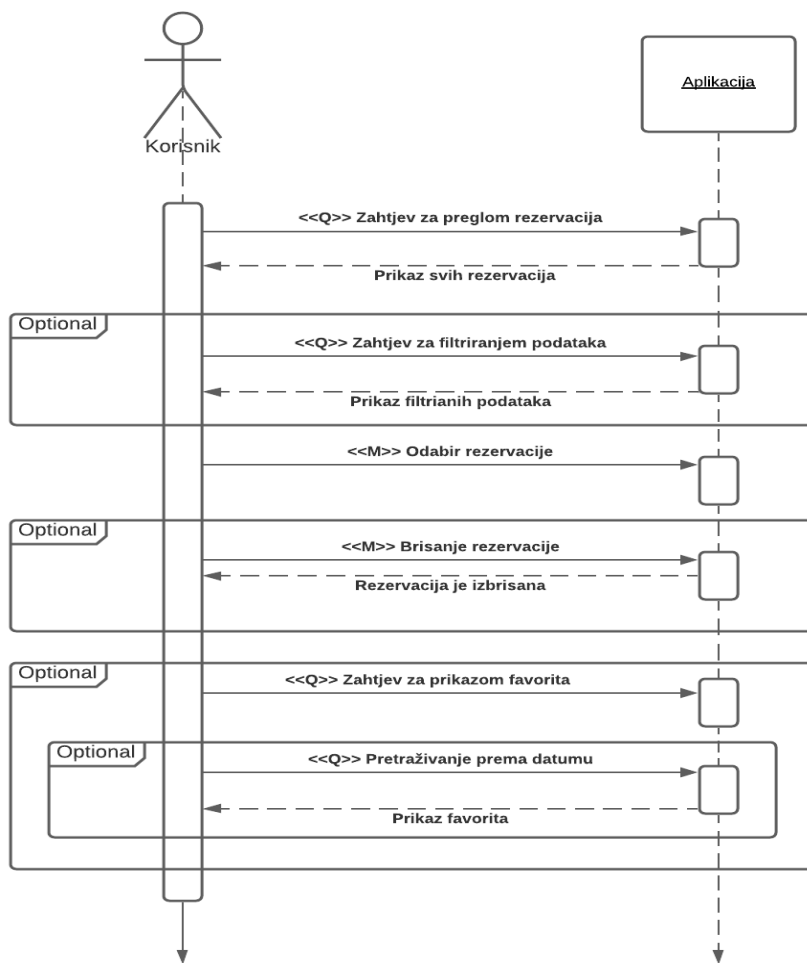 Aplikacija
Korisnik
<<Q>> Zahtjev za preglom rezervacija
Prikaz svih rezervacija
Optional
<<Q>> Zahtjev za filtriranjem podataka
Prikaz filtrianih podataka
<<M>> Odabir rezervacije
Optional
<<M>> Brisanje rezervacije
Rezervacija je izbrisana
Optional
<<Q>> Zahtjev za prikazom favorita
Optional
<<Q>> Pretraživanje prema datumu
Prikaz favorita